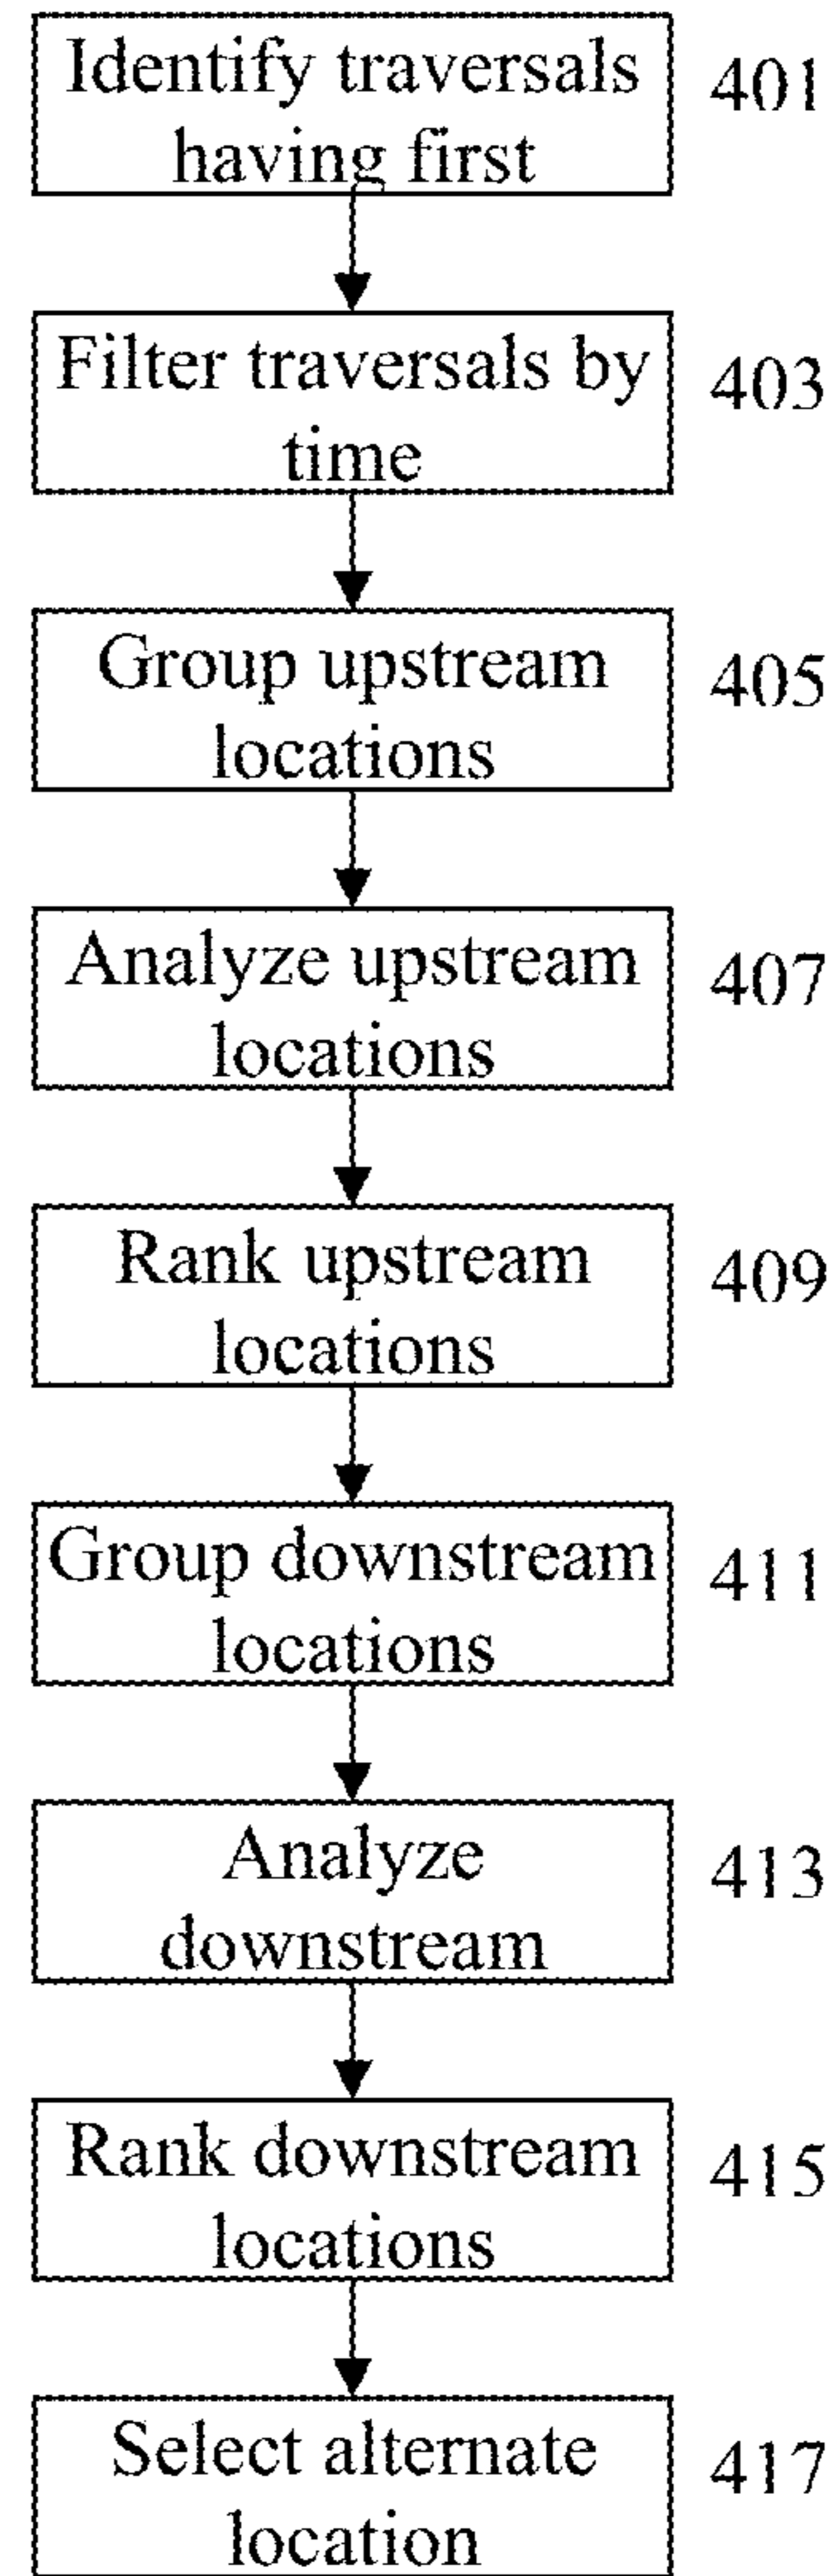 Identify traversals
having first
401
Filter traversals by
time
403
Group upstream
locations
405
Analyze upstream
locations
407
Rank upstream
locations
409
Group downstream
locations
411
Analyze
downstream
413
Rank downstream
locations
415
Select alternate
location
417